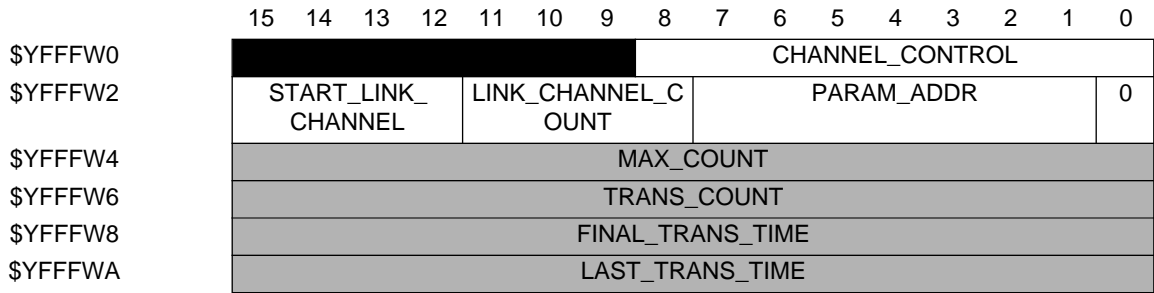 15 14 13 12 11 10 9 8 7 6 5 4 3 2 1 0
$YFFFW0 CHANNEL_CONTROL
$YFFFW2 START_LINK_ LINK_CHANNEL_C PARAM_ADDR 0
CHANNEL OUNT
$YFFFW4 MAX_COUNT
$YFFFW6 TRANS_COUNT
$YFFFW8 FINAL_TRANS_TIME
$YFFFWA LAST_TRANS_TIME